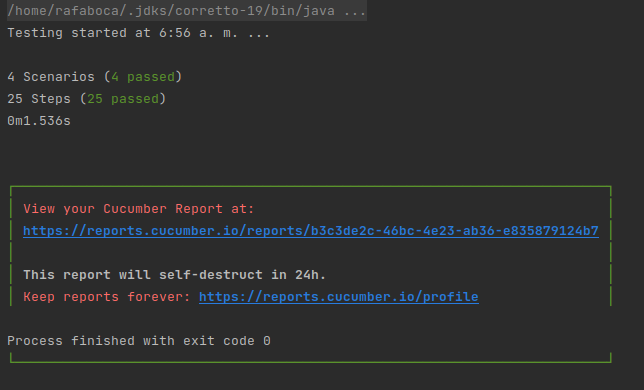 /home/rafaboca/.jdks/corretto-19/bin/java ...
Testing started at 6:56 a. m. ...
4 Scenarios (4 passed)
25 Steps (25 passed)
0m1.536s
View your Cucumber Report at:
https://reports.cucumber.io/reports/b3c3de2c-46bc-4e23-ab36-e835879124b7
This report will self-destruct in 24h.
Keep reports forever: https://reports.cucumber.io/profile
Process finished with exit code 0